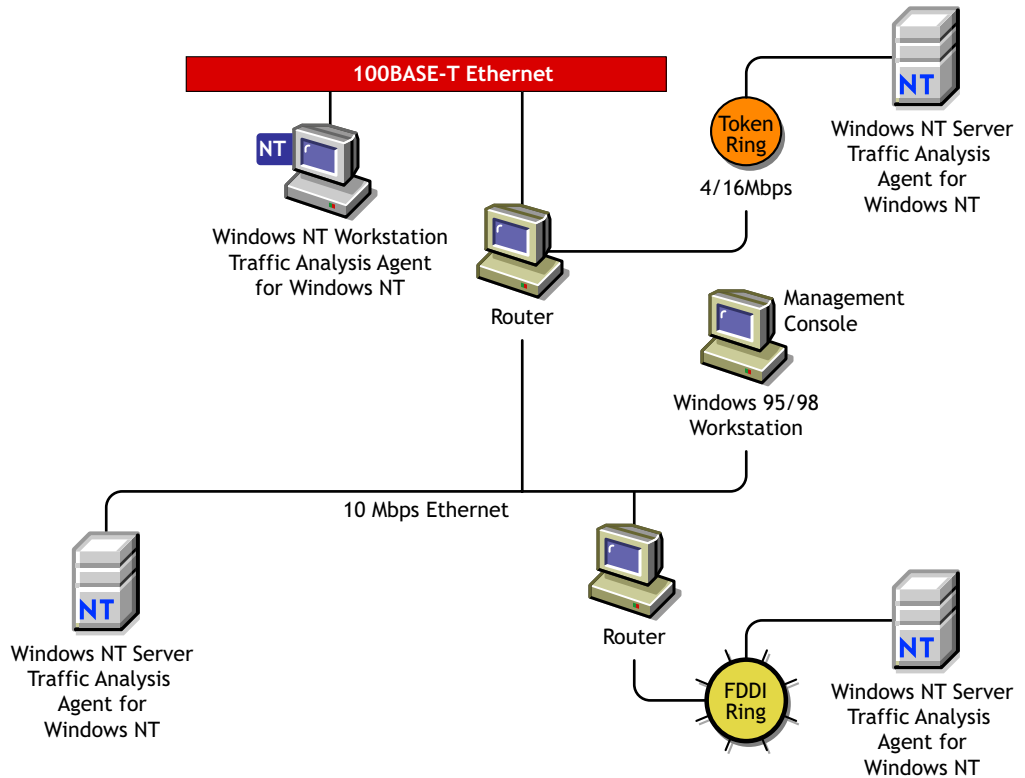 100BASE-T Ethernet
NT
Windows NT Workstation
Traffic Analysis Agent
for Windows NT
Router
Token
Ring
4/16Mbps
NT
Windows NT Server
Traffic Analysis
Agent for
Windows NT
Management
Console
Windows 95/98
Workstation
10 Mbps Ethernet
NT
Windows NT Server
Traffic Analysis
Agent for
Windows NT
Router
FDDI
Ring
NT
Windows NT Server
Traffic Analysis
Agent for
Windows NT